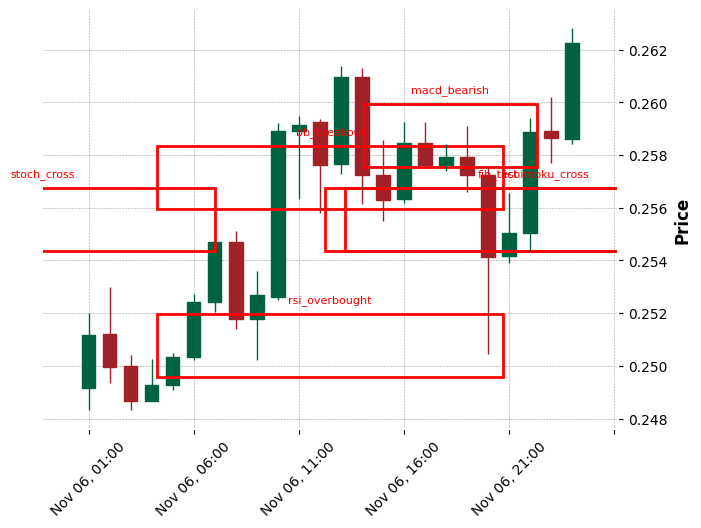 0.262
macd_bearish
0.260
bb_breakout
0.258
stoch_cross
ichimoku_cross
0.256
Price
0.254
rsi_overbought
0.252
0.250
0.248
Nov 06, 01:00
Nov 06, 06:00
Nov 06, 11:00
Nov 06, 16:00
Nov 06, 21:00